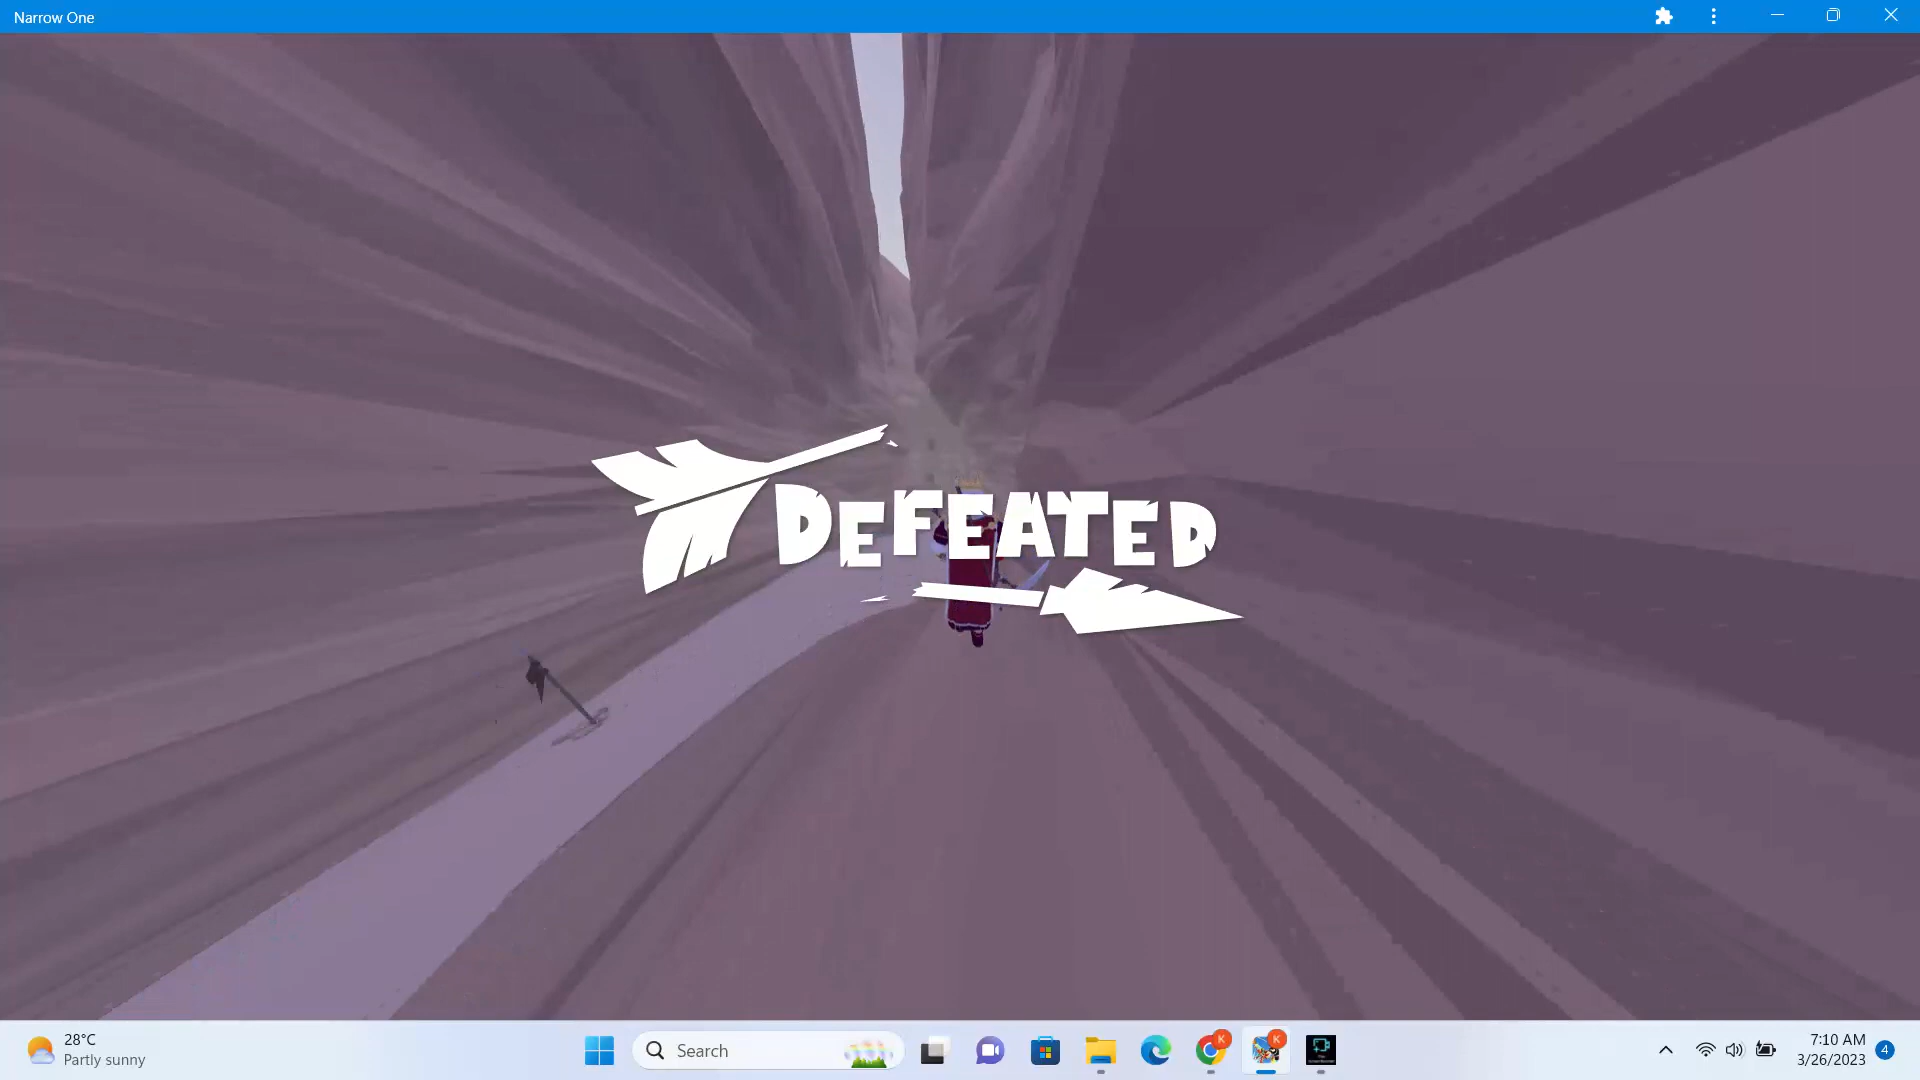 Narrow One
DEFEATED
28°C
Partly sunny
Search
K
K
7:10 AM
3/26/2023
4